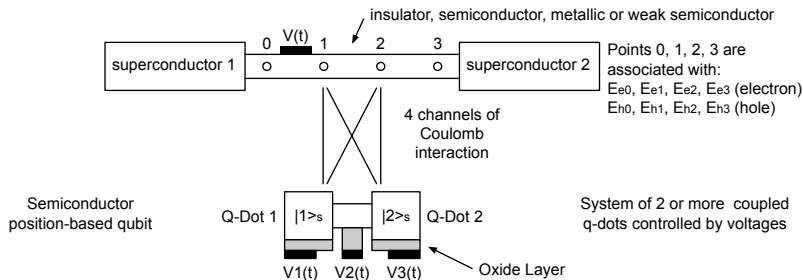 insulator, semiconductor, metallic or weak semiconductor
V(t)
0 1 2 3
superconductor 1
superconductor 2
Points 0, 1, 2, 3 are
associated with:
Ee0, Ee1, Ee2, Ee3 (electron)
Eh0, Eh1, Eh2, Eh3 (hole)
4 channels of
Coulomb
interaction
Semiconductor
position-based qubit
Q-Dot 1
|1>s
|2>s
Q-Dot 2
System of 2 or more coupled
q-dots controlled by voltages
V1(t) V2(t) V3(t)
Oxide Layer